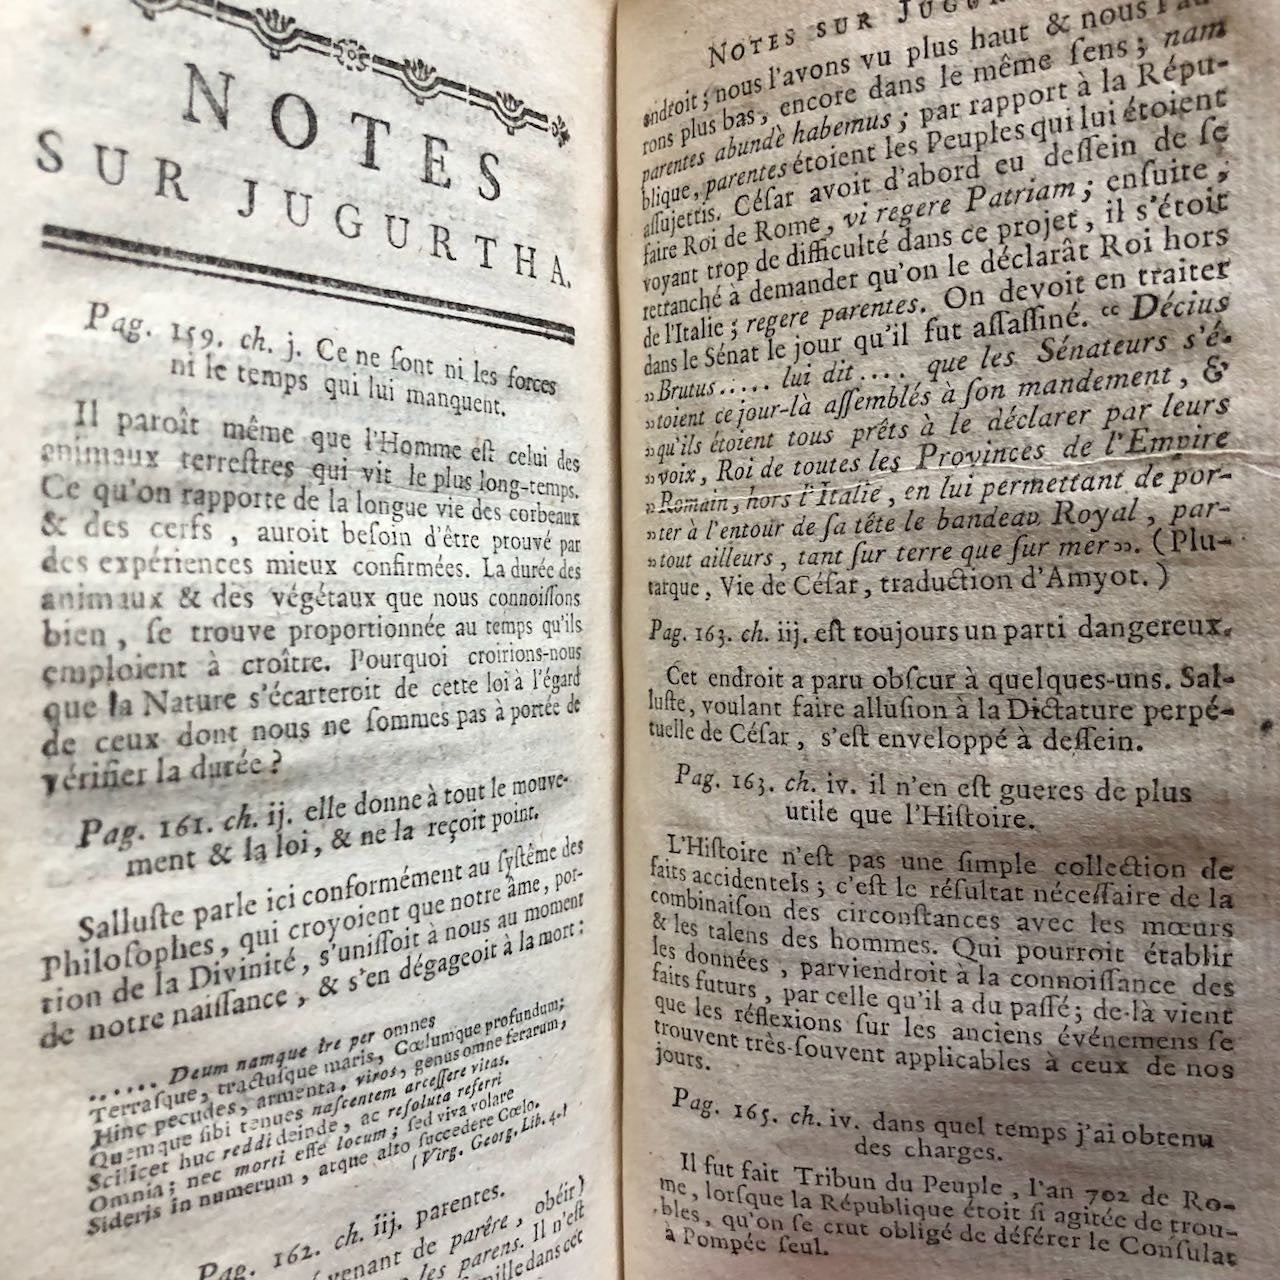 NOTES
SUR JUGURTHA.
Pag. 159. ch. j. Ce ne ſont ni les forces
ni le temps qui lui manquent.
Il paroît même que l'Homme eſt celui des
animaux terreſtres qui vit le plus long-temps.
Ce qu'on rapporte de la longue vie des corbeaux
& des cerfs, auroit beſoin d'être prouvé par
des expériences mieux confirmées. La durée des
animaux & des végétaux que nous connoiſſons
bien, ſe trouve proportionnée au temps qu'ils
emploient à croître. Pourquoi croirions-nous
que la Nature s'écarteroit de cette loi à l'égard
de ceux dont nous ne ſommes pas à portée de
vérifier la durée?
Pag. 161. ch. ij. elle donne à tout le mouve-
ment & la loi, & ne la reçoit point.
Salluſte parle ici conformément au ſyſtême des
Philoſophes, qui croyoient que notre âme, por-
tion de la Divinité, s'uniſſoit à nous au moment
de notre naiſſance, & s'en dégageoit à la mort:
...... Deum namque ire per omnes
Terraſque, tractuſque maris, Cœlumque profundum;
Hinc pecudes, armenta, viros, genus omne ferarum,
Quemque ſibi tenues naſcentem arceſſere vitas.
Scilicet huc reddi deinde, ac reſoluta referri
Omnia; nec morti eſſe locum; ſed viva volare
Sideris in numerum, atque alto ſuccedere Cœlo.
(Virg. Georg. Lib. 4.)
Pag. 162. ch. iij. parentes.
venant de parêre, obéir)
les parens. Il n'eſt
mille dans cet
NOTES SUR
endroit; nous l'avons vu plus haut & nous
rons plus bas, encore dans le même ſens; nam
parentes abundè habemus; par rapport à la Répu-
blique, parentes étoient les Peuples qui lui étoient
aſſujettis. Céſar avoit d'abord eu deſſein de ſe
faire Roi de Rome, vi regere Patriam; enſuite,
voyant trop de difficulté dans ce projet, il s'étoit
retranché à demander qu'on le déclarât Roi hors
de l'Italie; regere parentes. On devoit en traiter
dans le Sénat le jour qu'il fut aſſaſſiné. “ Décius
„ Brutus..... lui dit.... que les Sénateurs s'é-
„ toient ce jour-là aſſemblés à ſon mandement, &
„ qu'ils étoient tous prêts à le déclarer par leurs
„ voix, Roi de toutes les Provinces de l'Empire
„ Romain, hors l'Italie, en lui permettant de por-
„ ter à l'entour de ſa tête le bandeau Royal, par-
„ tout ailleurs, tant ſur terre que ſur mer „. (Plu-
tarque, Vie de Céſar, traduction d'Amyot.)
Pag. 163. ch. iij. eſt toujours un parti dangereux.
Cet endroit a paru obſcur à quelques-uns. Sal-
luſte, voulant faire alluſion à la Dictature perpé-
tuelle de Céſar, s'eſt enveloppé à deſſein.
Pag. 163. ch. iv. il n'en eſt gueres de plus
utile que l'Hiſtoire.
L'Hiſtoire n'eſt pas une ſimple collection de
faits accidentels; c'eſt le réſultat néceſſaire de la
combinaiſon des circonſtances avec les mœurs
& les talens des hommes. Qui pourroit établir
les données, parviendroit à la connoiſſance des
faits futurs, par celle qu'il a du paſſé; de-là vient
que les réflexions ſur les anciens événemens ſe
trouvent très-ſouvent applicables à ceux de nos
jours.
Pag. 165. ch. iv. dans quel temps j'ai obtenu
des charges.
Il fut fait Tribun du Peuple, l'an 702 de Ro-
me, lorſque la République étoit ſi agitée de trou-
bles, qu'on ſe crut obligé de déférer le Conſulat
à Pompée ſeul.